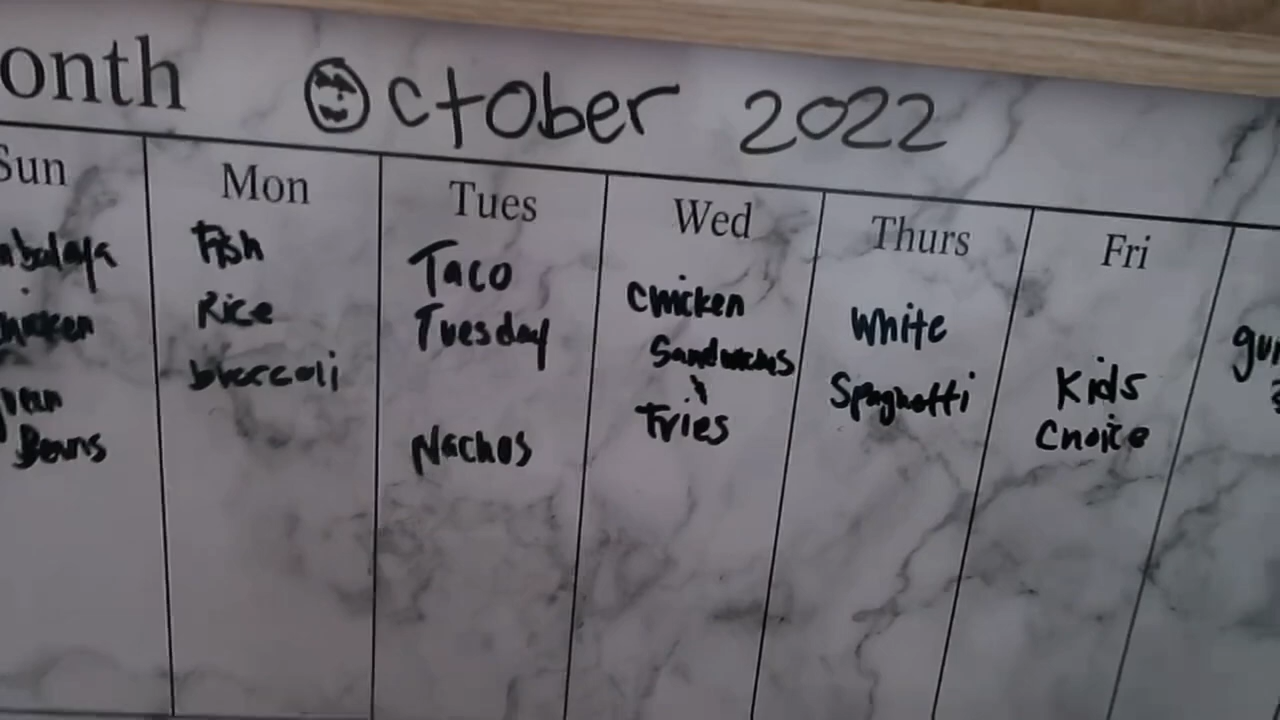 onth October 2022
Sun Mon Tues Wed Thurs Fri
Fish
Rice
broccoli
Taco
Tuesday
Nachos
Chicken
Sandwiches
&
Fries
White
Spaghetti
Kids
Choice
Beans